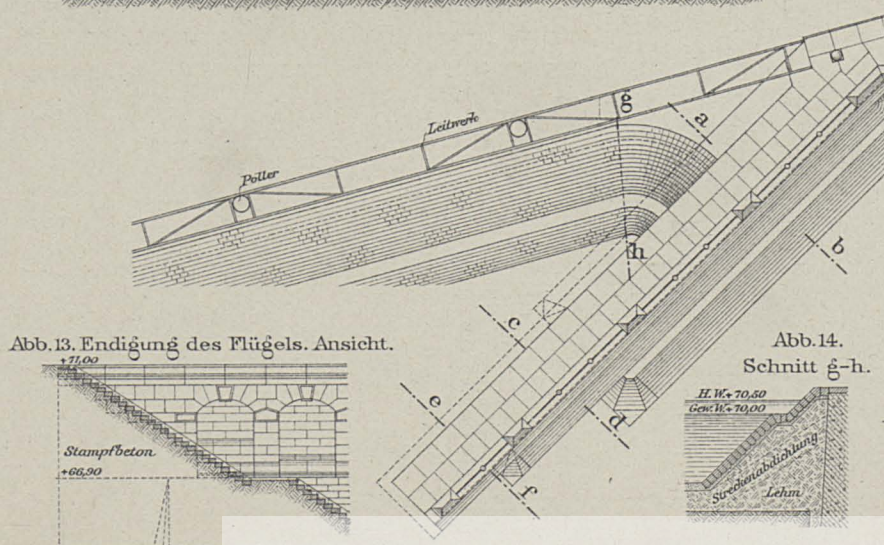 g
a
Leitwerk
Poller
h
b
c
Abb.13. Endigung des Flügels. Ansicht.
+71,00
Abb.14.
Schnitt g-h.
e
d
H.W.+70,50
Gew.W.+70,00
Stampfbeton
+66,90
Streckenabdichtung
Lehm
f